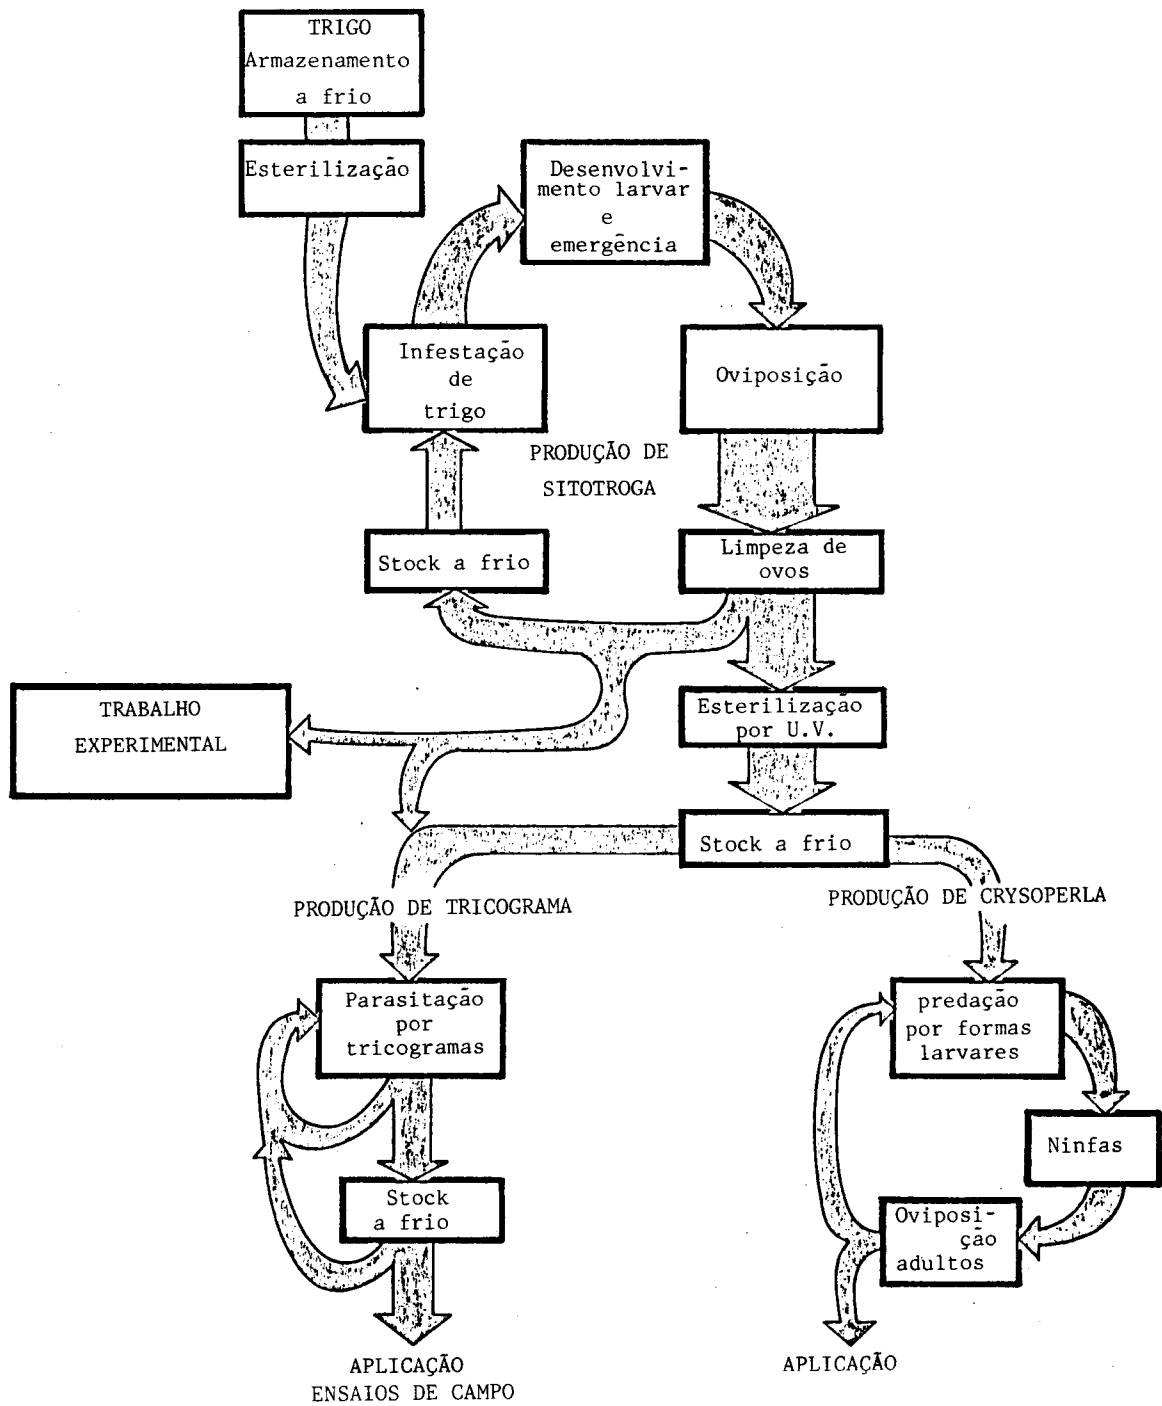 TRIGO
Armazenamento
a frio
Esterilização
Desenvolvi-
mento larvar
e
emergência
Infestação
de
trigo
Oviposição
PRODUÇÃO DE
SITOTROGA
Stock a frio
Limpeza de
ovos
TRABALHO
EXPERIMENTAL
Esterilização
por U.V.
Stock a frio
PRODUÇÃO DE TRICOGRAMA
PRODUÇÃO DE CRYSOPERLA
Parasitação
por
tricogramas
predação
por formas
larvares
Ninfas
Stock
a frio
Oviposi-
ção
adultos
APLICAÇÃO
ENSAIOS DE CAMPO
APLICAÇÃO